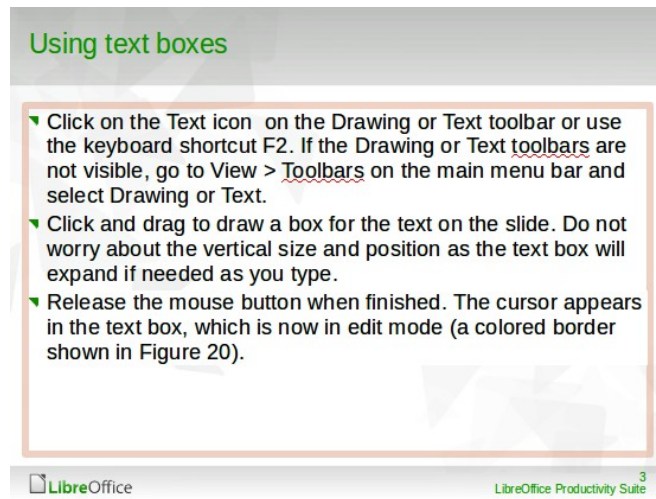 Using text boxes
Click on the Text icon  on the Drawing or Text toolbar or use
the keyboard shortcut F2. If the Drawing or Text toolbars are
not visible, go to View > Toolbars on the main menu bar and
select Drawing or Text.
Click and drag to draw a box for the text on the slide. Do not
worry about the vertical size and position as the text box will
expand if needed as you type.
Release the mouse button when finished. The cursor appears
in the text box, which is now in edit mode (a colored border
shown in Figure 20).
LibreOffice
3
LibreOffice Productivity Suite